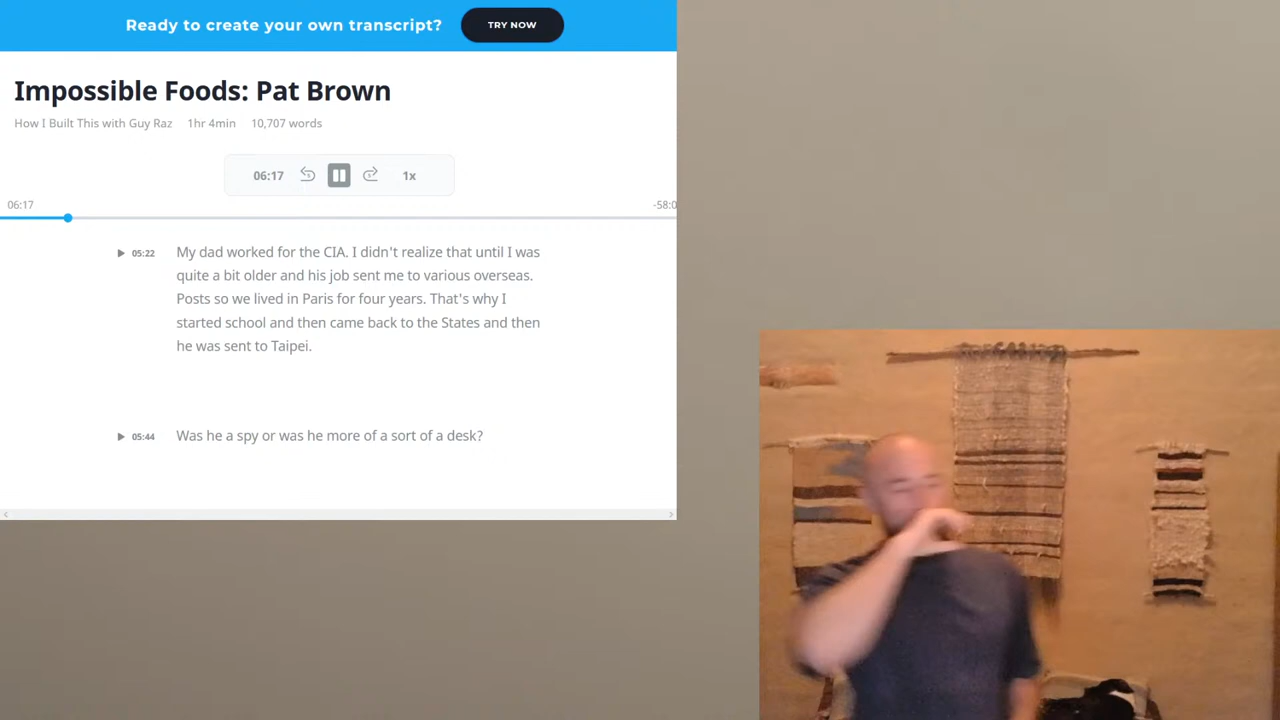 Ready to create your own transcript?
TRY NOW
Impossible Foods: Pat Brown
How I Built This with Guy Raz 1hr 4min 10,707 words
06:17 1x
06:17 -58:0
05:22 My dad worked for the CIA. I didn't realize that until I was
quite a bit older and his job sent me to various overseas.
Posts so we lived in Paris for four years. That's why I
started school and then came back to the States and then
he was sent to Taipei.
05:44 Was he a spy or was he more of a sort of a desk?